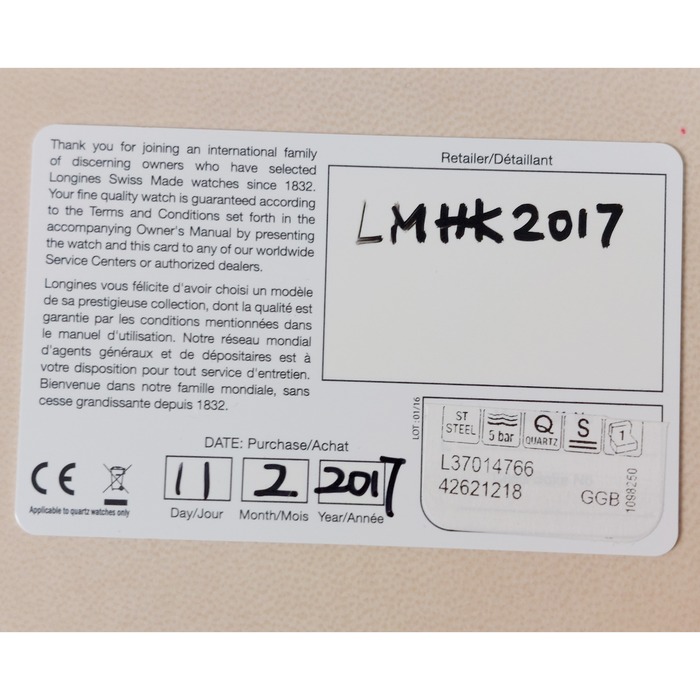 Thank you for joining an international family
of discerning owners who have selected
Longines Swiss Made watches since 1832.
Your fine quality watch is guaranteed according
to the Terms and Conditions set forth in the
accompanying Owner's Manual by presenting
the watch and this card to any of our worldwide
Service Centers or authorized dealers.
Longines vous félicite d'avoir choisi un modèle
de sa prestigieuse collection, dont la qualité est
garantie par les conditions mentionnées dans
le manuel d'utilisation. Notre réseau mondial
d'agents généraux et de dépositaires est à
votre disposition pour tout service d'entretien.
Bienvenue dans notre famille mondiale, sans
cesse grandissante depuis 1832.
Retailer/Détaillant
LMHK2017
DATE: Purchase/Achat
11 2 2017
Day/Jour Month/Mois Year/Année
CE
Applicable to quartz watches only
LOT: 01/16
ST STEEL 5 bar Q QUARTZ S 1
L37014766
42621218 GGB
1098250